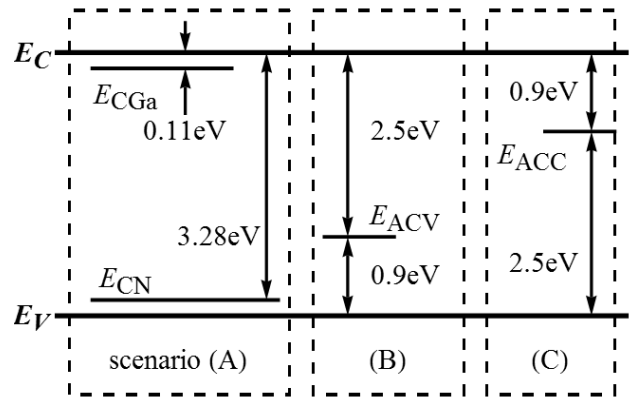 E_C
E_CGa
0.11eV
3.28eV
E_CN
E_V
scenario (A)
2.5eV
E_ACV
0.9eV
(B)
0.9eV
E_ACC
2.5eV
(C)